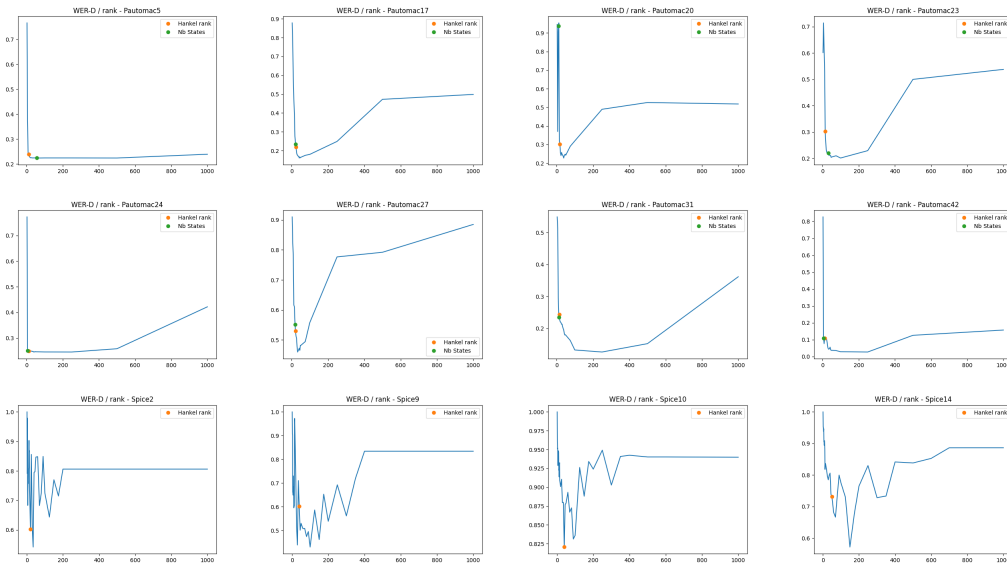 WER-D / rank - Pautomac5
Hankel rank
Nb States
0.7
0.6
0.5
0.4
0.3
0.2
0 200 400 600 800 1000
WER-D / rank - Pautomac17
Hankel rank
Nb States
0.9
0.8
0.7
0.6
0.5
0.4
0.3
0.2
0 200 400 600 800 1000
WER-D / rank - Pautomac20
Hankel rank
Nb States
0.9
0.8
0.7
0.6
0.5
0.4
0.3
0.2
0 200 400 600 800 1000
WER-D / rank - Pautomac23
Hankel rank
Nb States
0.7
0.6
0.5
0.4
0.3
0.2
0 200 400 600 800 1000
WER-D / rank - Pautomac24
Hankel rank
Nb States
0.7
0.6
0.5
0.4
0.3
0 200 400 600 800 1000
WER-D / rank - Pautomac27
0.9
0.8
0.7
0.6
0.5
Hankel rank
Nb States
0 200 400 600 800 1000
WER-D / rank - Pautomac31
Hankel rank
Nb States
0.5
0.4
0.3
0.2
0 200 400 600 800 1000
WER-D / rank - Pautomac42
Hankel rank
Nb States
0.8
0.7
0.6
0.5
0.4
0.3
0.2
0.1
0.0
0 200 400 600 800 1000
WER-D / rank - Spice2
Hankel rank
1.0
0.9
0.8
0.7
0.6
0 200 400 600 800 1000
WER-D / rank - Spice9
Hankel rank
1.0
0.9
0.8
0.7
0.6
0.5
0 200 400 600 800 1000
WER-D / rank - Spice10
Hankel rank
1.000
0.975
0.950
0.925
0.900
0.875
0.850
0.825
0 200 400 600 800 1000
WER-D / rank - Spice14
Hankel rank
1.0
0.9
0.8
0.7
0.6
0 200 400 600 800 1000